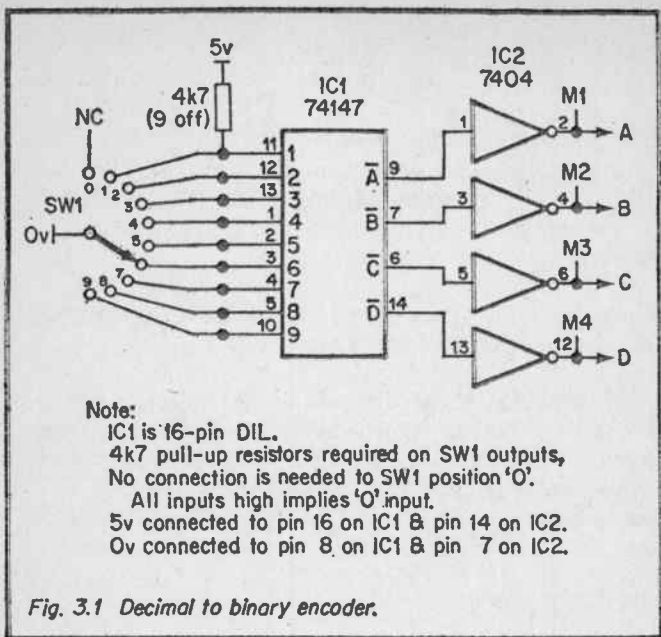 5v
4k7
(9 off)
IC1
74147
IC2
7404
NC
M1
M2
M3
M4
SW1
0v
0
1
2
3
4
5
6
7
8
9
11
12
13
1
2
3
4
5
10
1
2
3
4
5
6
7
8
9
A
B
C
D
9
7
6
14
1
2
3
4
5
6
13
12
A
B
C
D
Note:
IC1 is 16-pin DIL.
4k7 pull-up resistors required on SW1 outputs,
No connection is needed to SW1 position '0'.
All inputs high implies '0' input.
5v connected to pin 16 on IC1 & pin 14 on IC2.
0v connected to pin 8 on IC1 & pin 7 on IC2.
Fig. 3.1 Decimal to binary encoder.